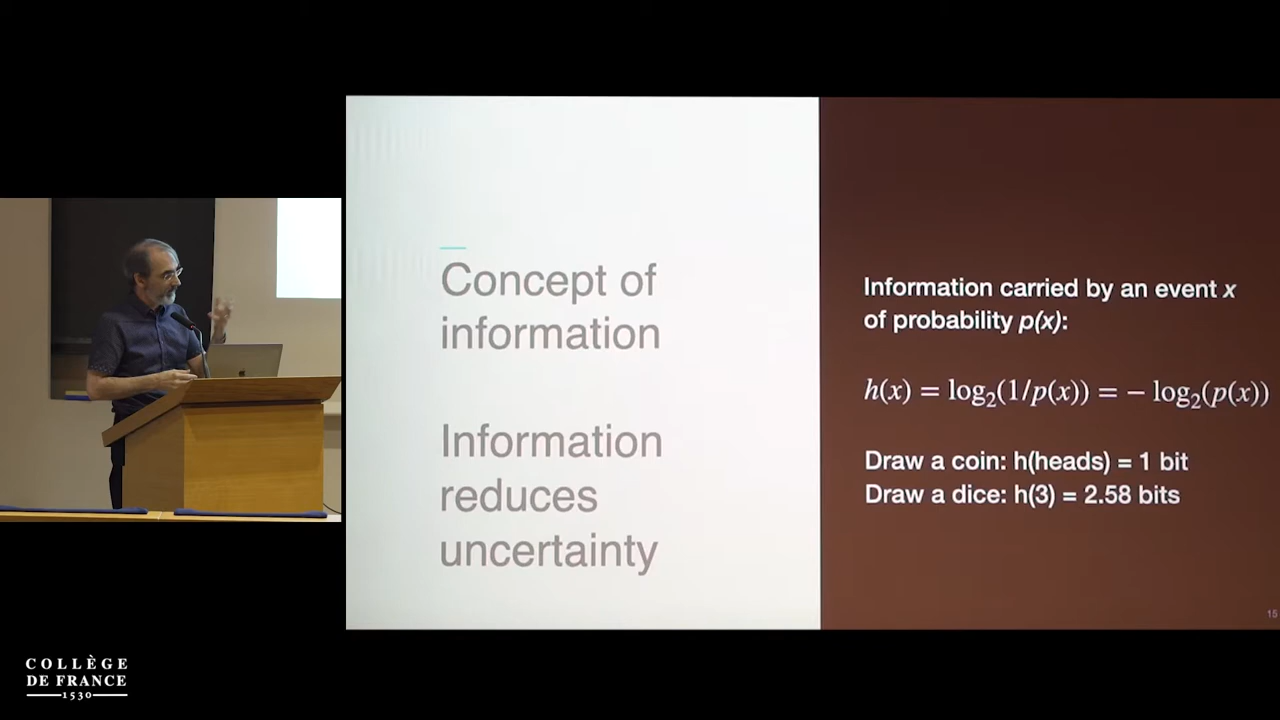 Concept of
information
Information
reduces
uncertainty
Information carried by an event x
of probability p(x):
h(x) = log₂(1/p(x)) = − log₂(p(x))
Draw a coin: h(heads) = 1 bit
Draw a dice: h(3) = 2.58 bits
15
COLLÈGE
DE FRANCE
1530